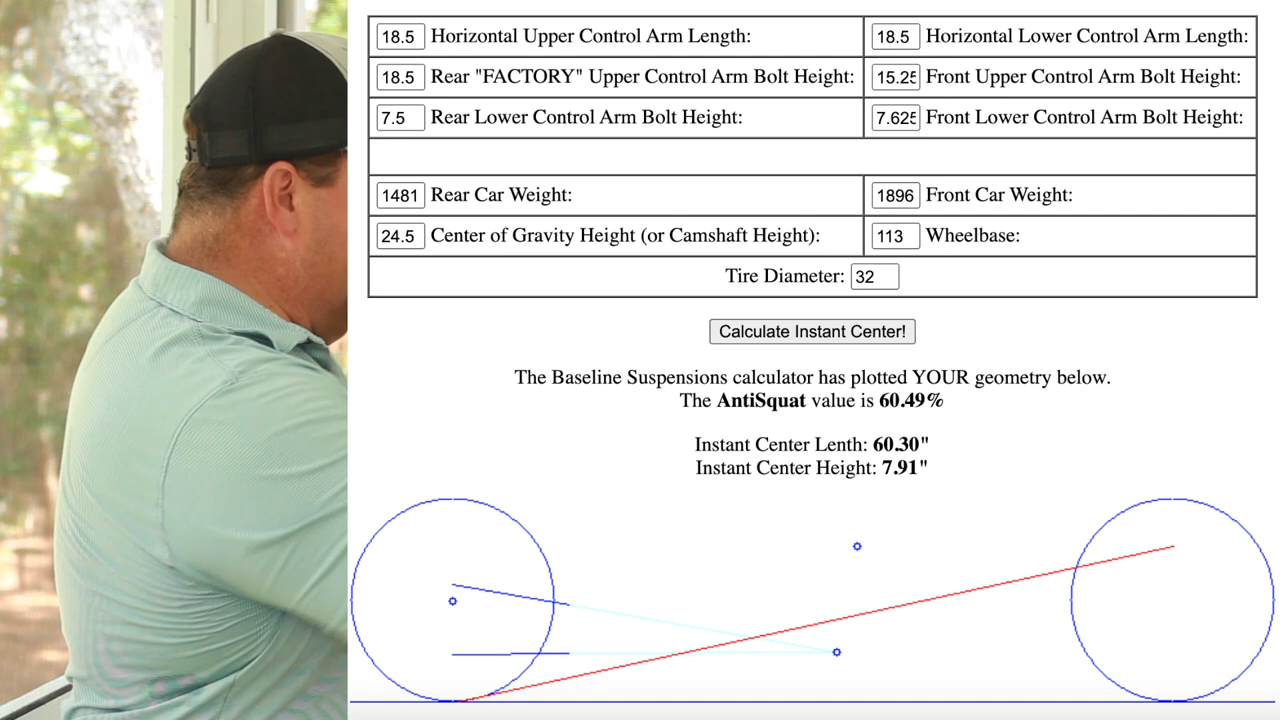 18.5 Horizontal Upper Control Arm Length: 18.5 Horizontal Lower Control Arm Length:
18.5 Rear "FACTORY" Upper Control Arm Bolt Height: 15.25 Front Upper Control Arm Bolt Height:
7.5 Rear Lower Control Arm Bolt Height: 7.625 Front Lower Control Arm Bolt Height:
1481 Rear Car Weight: 1896 Front Car Weight:
24.5 Center of Gravity Height (or Camshaft Height): 113 Wheelbase:
Tire Diameter: 32
Calculate Instant Center!
The Baseline Suspensions calculator has plotted YOUR geometry below.
The AntiSquat value is 60.49%
Instant Center Lenth: 60.30"
Instant Center Height: 7.91"